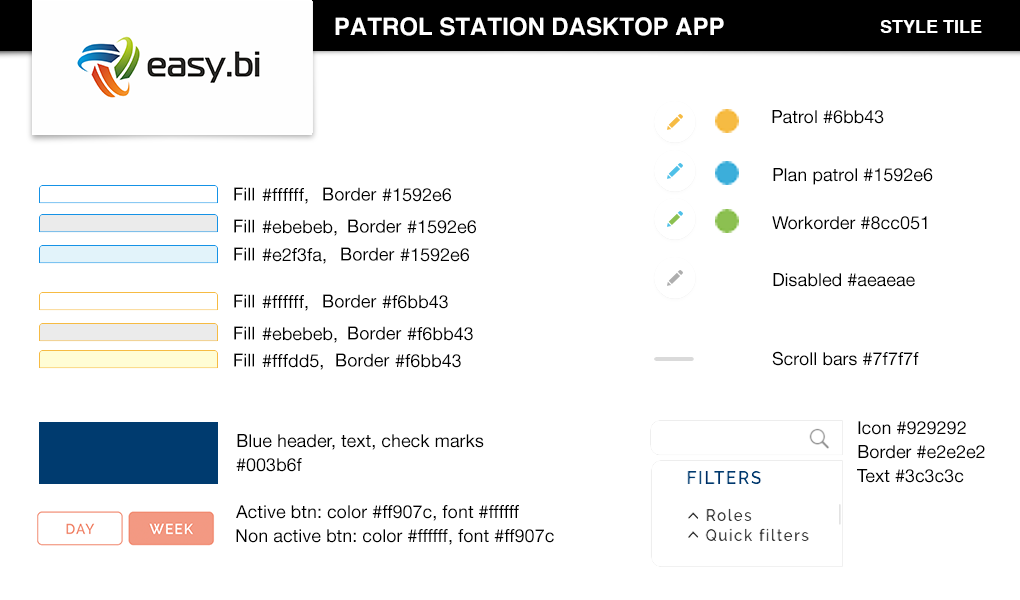 PATROL STATION DASKTOP APP
STYLE TILE
easy.bi
Fill #ffffff, Border #1592e6
Fill #ebebeb, Border #1592e6
Fill #e2f3fa, Border #1592e6
Fill #ffffff, Border #f6bb43
Fill #ebebeb, Border #f6bb43
Fill #fffdd5, Border #f6bb43
Blue header, text, check marks
#003b6f
DAY
WEEK
Active btn: color #ff907c, font #ffffff
Non active btn: color #ffffff, font #ff907c
Patrol #6bb43
Plan patrol #1592e6
Workorder #8cc051
Disabled #aeaeae
Scroll bars #7f7f7f
Icon #929292
Border #e2e2e2
Text #3c3c3c
FILTERS
Roles
Quick filters